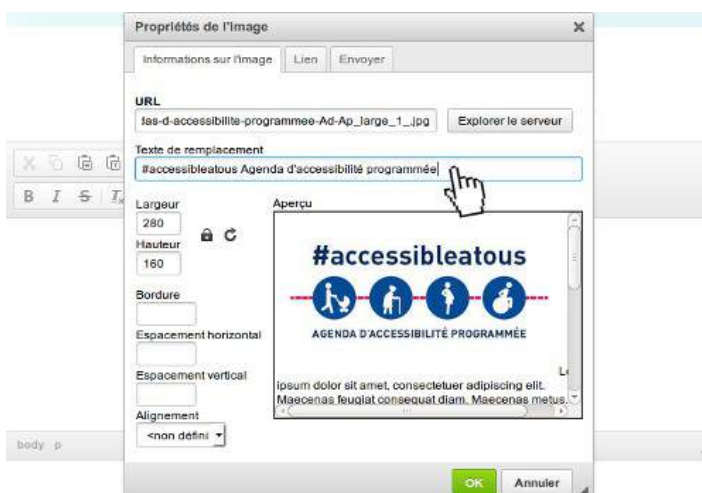 Propriétés de l'image
Informations sur l'image Lien Envoyer
URL
das-d-accessibilite-programmee-Ad-Ap_large_1_.jpg Explorer le serveur
Texte de remplacement
#accessibleatous Agenda d'accessibilité programmée
B I S Tx
Largeur Aperçu
280
Hauteur
160
#accessibleatous
AGENDA D'ACCESSIBILITÉ PROGRAMMÉE
Bordure
Espacement horizontal
Espacement vertical
ipsum dolor sit amet, consectetuer adipiscing elit.
Maecenas feugiat consequat diam. Maecenas metus.
Alignement
<non défini
body p
OK Annuler